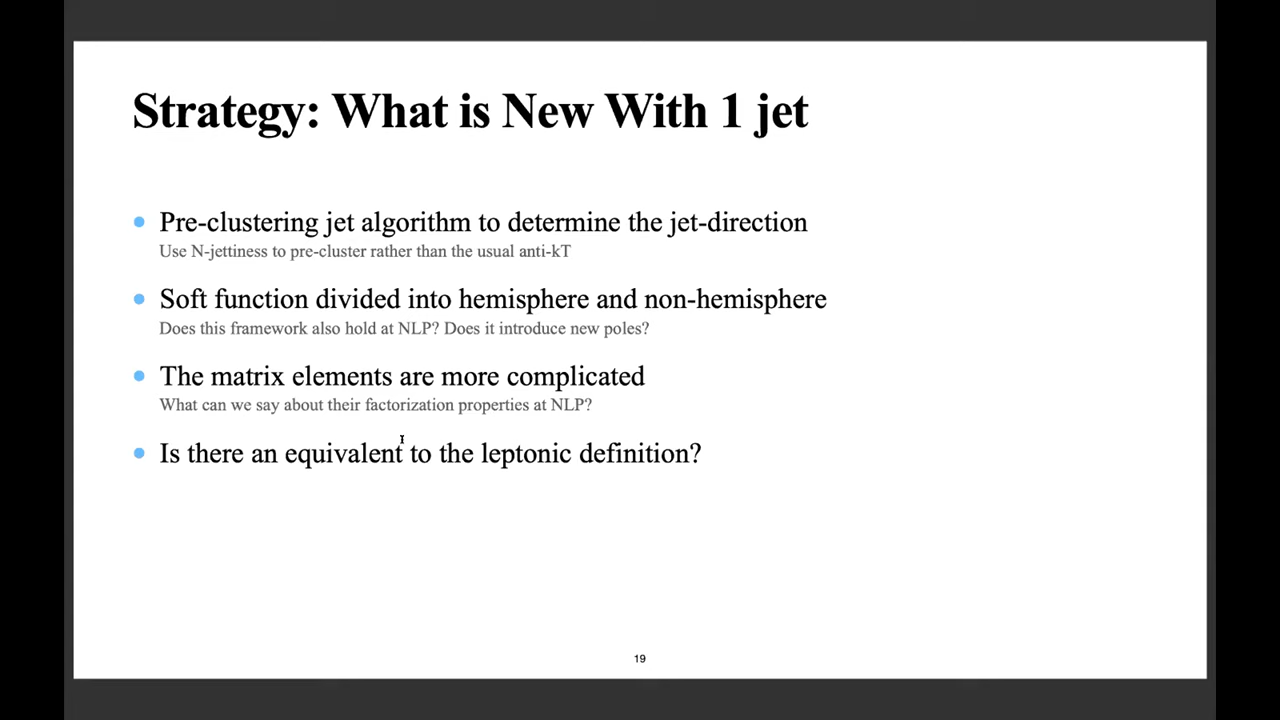 Strategy: What is New With 1 jet
Pre-clustering jet algorithm to determine the jet-direction
Use N-jettiness to pre-cluster rather than the usual anti-kT
Soft function divided into hemisphere and non-hemisphere
Does this framework also hold at NLP? Does it introduce new poles?
The matrix elements are more complicated
What can we say about their factorization properties at NLP?
Is there an equivalent to the leptonic definition?
19